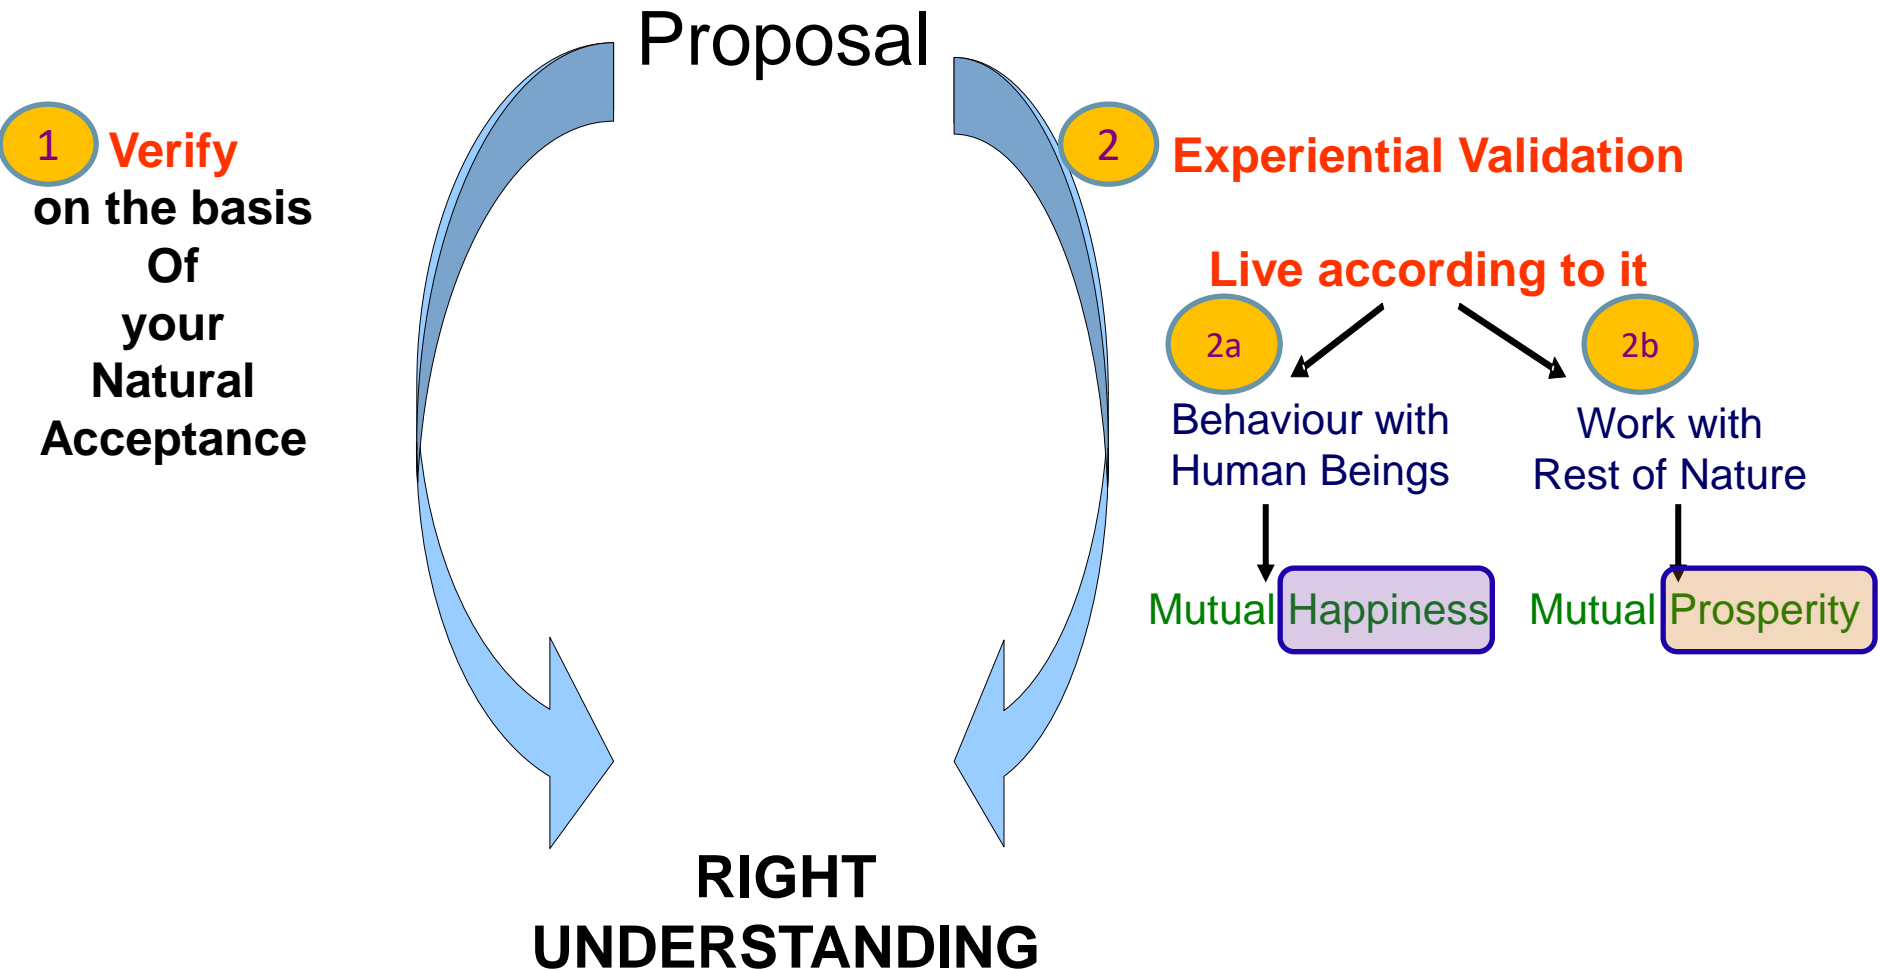 Proposal
1 Verify
on the basis
Of
your
Natural
Acceptance
2 Experiential Validation
Live according to it
2a
Behaviour with
Human Beings
Mutual Happiness
2b
Work with
Rest of Nature
Mutual Prosperity
RIGHT
UNDERSTANDING